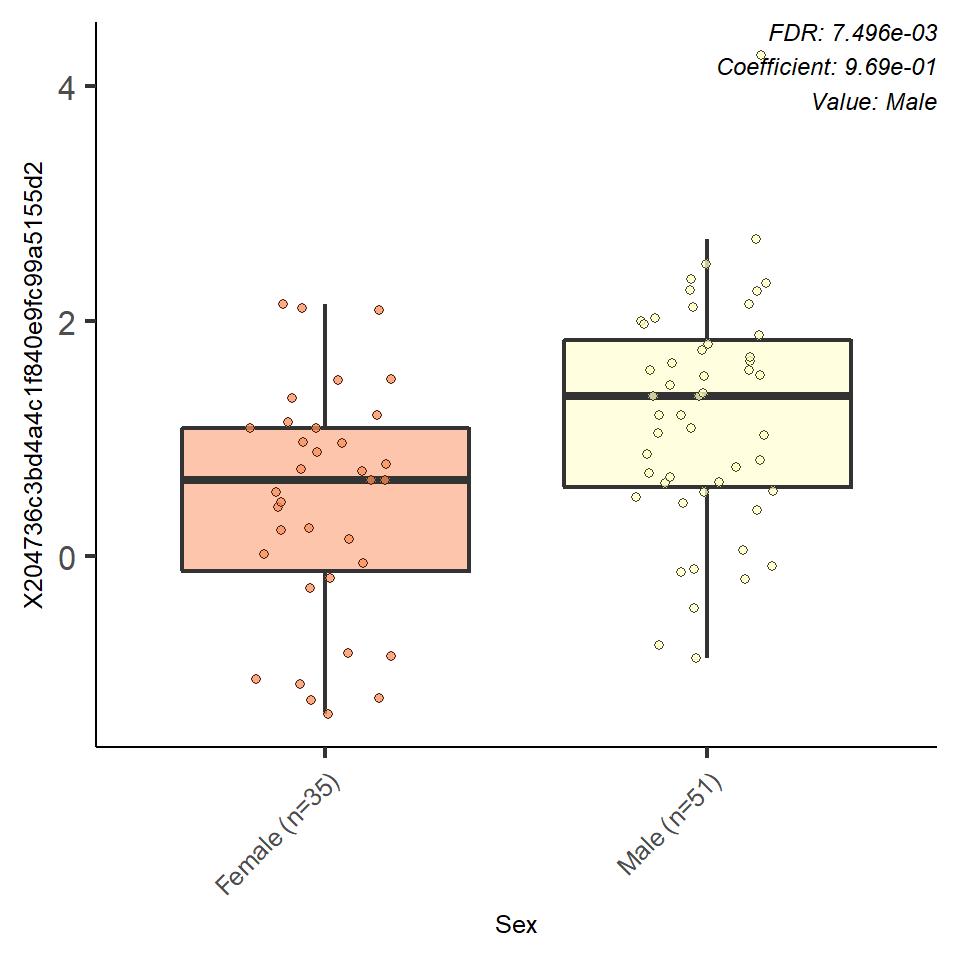 FDR: 7.496e-03
Coefficient: 9.69e-01
Value: Male
X204736c3bd4a4c1f840e9fc99a5155d2
4
2
0
Female (n=35)
Male (n=51)
Sex